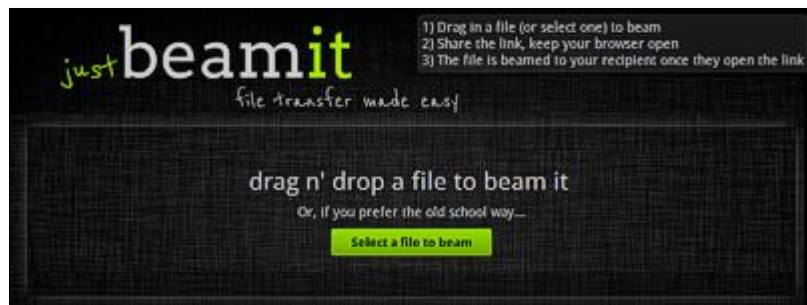 just beamit
file transfer made easy
1) Drag in a file (or select one) to beam
2) Share the link, keep your browser open
3) The file is beamed to your recipient once they open the link
drag n' drop a file to beam it
Or, if you prefer the old school way...
Select a file to beam